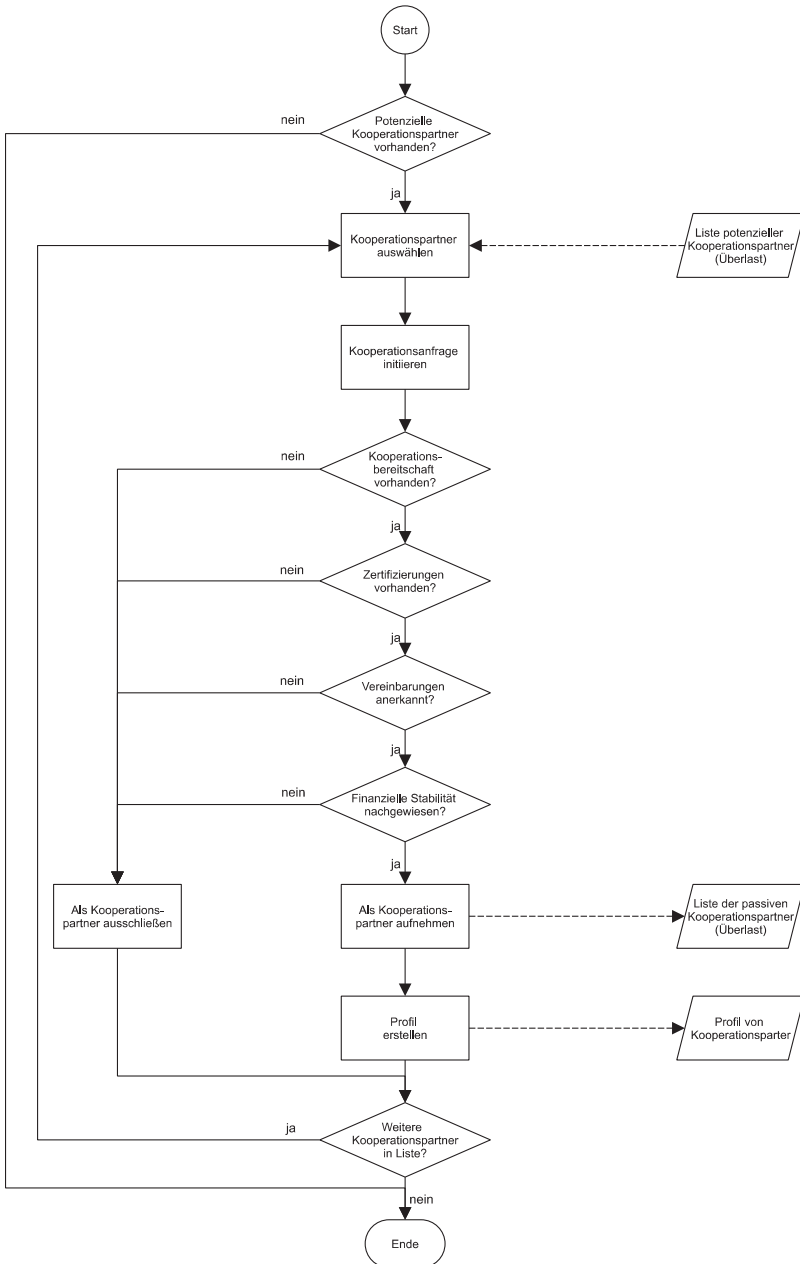 Start
nein
Potenzielle
Kooperationspartner
vorhanden?
ja
Kooperationspartner
auswählen
Liste potenzieller
Kooperationspartner
(Überlast)
Kooperationsanfrage
initiieren
nein
Kooperations-
bereitschaft
vorhanden?
ja
nein
Zertifizierungen
vorhanden?
ja
nein
Vereinbarungen
anerkannt?
ja
nein
Finanzielle Stabilität
nachgewiesen?
ja
Als Kooperations-
partner ausschließen
Als Kooperations-
partner aufnehmen
Liste der passiven
Kooperationspartner
(Überlast)
Profil
erstellen
Profil von
Kooperationsparter
ja
Weitere
Kooperationspartner
in Liste?
nein
Ende